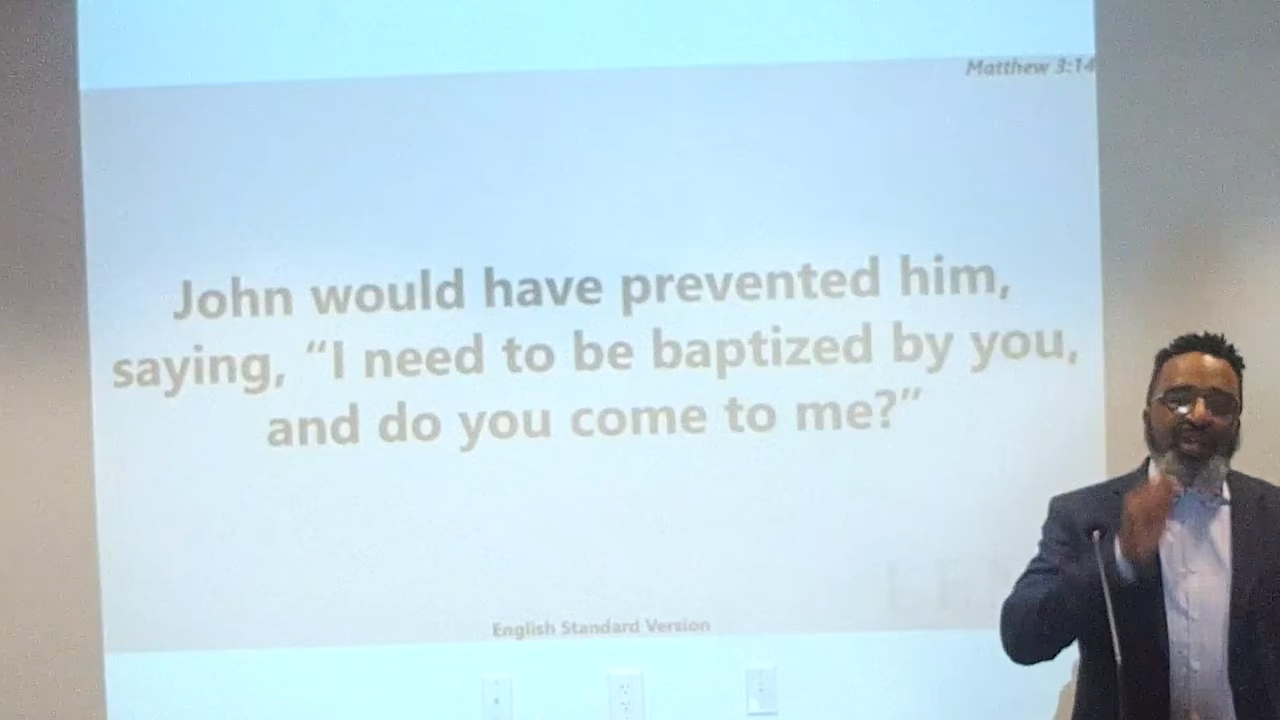 Matthew 3:14
John would have prevented him,
saying, “I need to be baptized by you,
and do you come to me?”
English Standard Version